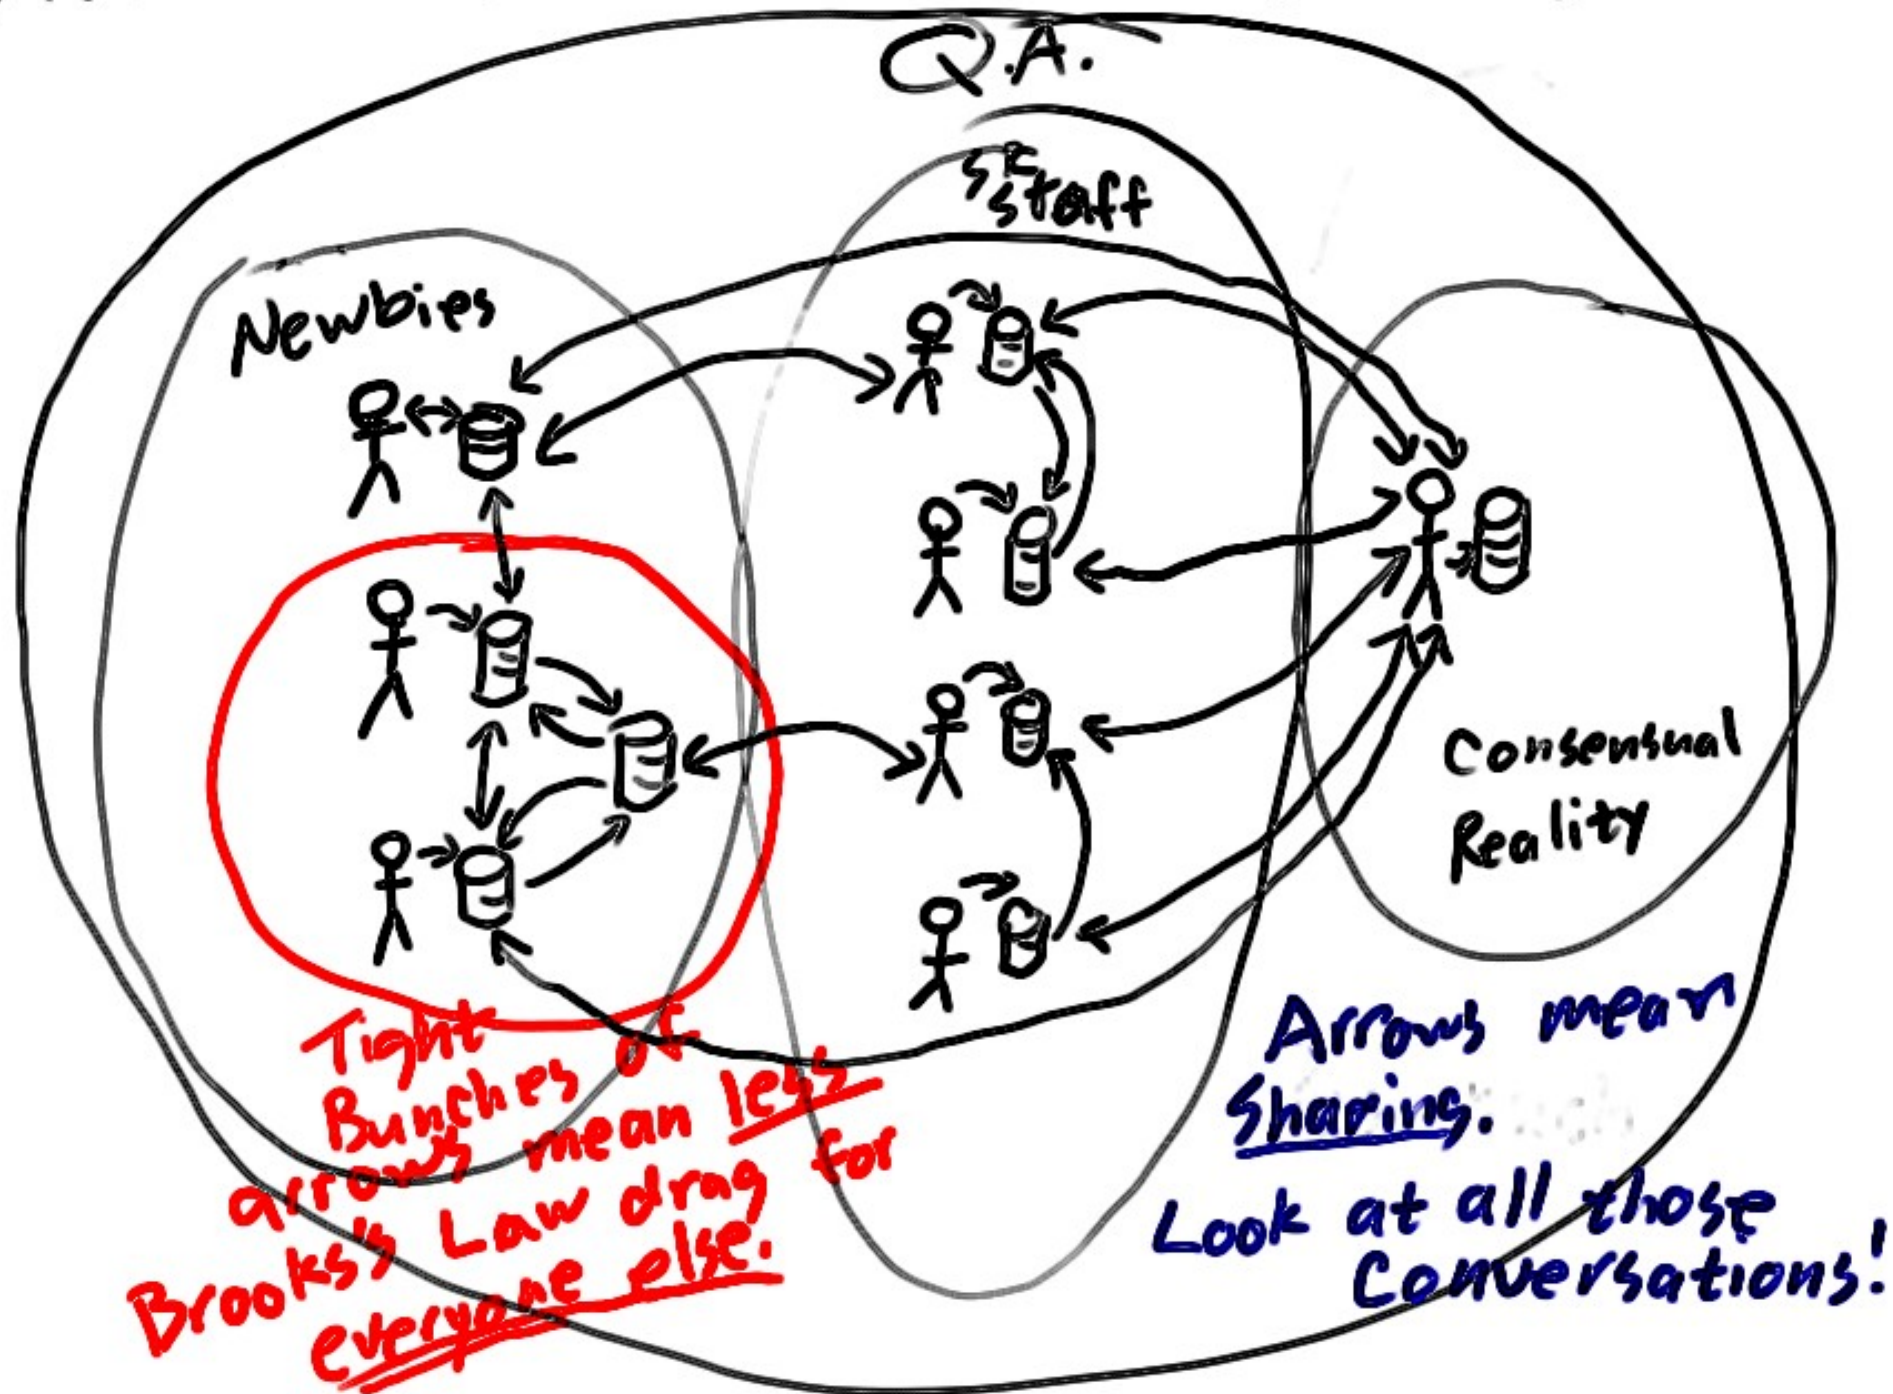 Q.A.
Staff
Newbies
Consensual
Reality
Tight
Bunches of
arrows mean less
Brooks's Law drag for
everyone else.
Arrows mean
sharing.
Look at all those
Conversations!